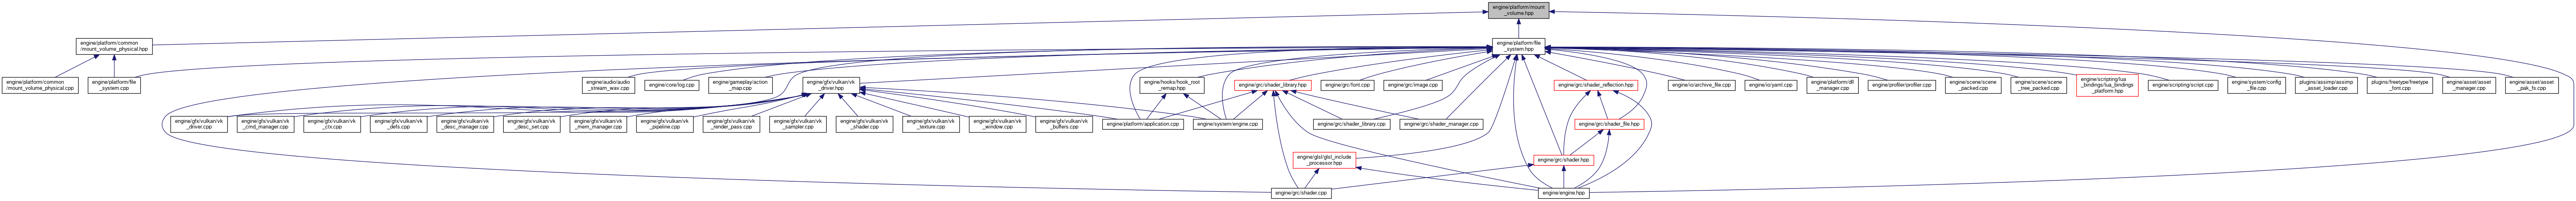 engine/platform/mount
_volume.hpp
engine/platform/common
/mount_volume_physical.hpp
engine/platform/file
_system.hpp
engine/platform/common
/mount_volume_physical.cpp
engine/platform/file
_system.cpp
engine/audio/audio
_stream_wav.cpp
engine/core/log.cpp
engine/gameplay/action
_map.cpp
engine/gfx/vulkan/vk
_driver.hpp
engine/hooks/hook_root
_remap.hpp
engine/grc/shader_library.hpp
engine/grc/font.cpp
engine/grc/image.cpp
engine/grc/shader_reflection.hpp
engine/io/archive_file.cpp
engine/io/yaml.cpp
engine/platform/dll
_manager.cpp
engine/profiler/profiler.cpp
engine/scene/scene
_packed.cpp
engine/scene/scene
_tree_packed.cpp
engine/scripting/lua
_bindings/lua_bindings
_platform.hpp
engine/scripting/script.cpp
engine/system/config
_file.cpp
plugins/assimp/assimp
_asset_loader.cpp
plugins/freetype/freetype
_font.cpp
engine/asset/asset
_manager.cpp
engine/asset/asset
_pak_fs.cpp
engine/gfx/vulkan/vk
_driver.cpp
engine/gfx/vulkan/vk
_cmd_manager.cpp
engine/gfx/vulkan/vk
_ctx.cpp
engine/gfx/vulkan/vk
_defs.cpp
engine/gfx/vulkan/vk
_desc_manager.cpp
engine/gfx/vulkan/vk
_desc_set.cpp
engine/gfx/vulkan/vk
_mem_manager.cpp
engine/gfx/vulkan/vk
_pipeline.cpp
engine/gfx/vulkan/vk
_render_pass.cpp
engine/gfx/vulkan/vk
_sampler.cpp
engine/gfx/vulkan/vk
_shader.cpp
engine/gfx/vulkan/vk
_texture.cpp
engine/gfx/vulkan/vk
_window.cpp
engine/gfx/vulkan/vk
_buffers.cpp
engine/platform/application.cpp
engine/system/engine.cpp
engine/grc/shader_library.cpp
engine/grc/shader_manager.cpp
engine/grc/shader_file.hpp
engine/glsl/glsl_include
_processor.hpp
engine/grc/shader.hpp
engine/grc/shader.cpp
engine/engine.hpp